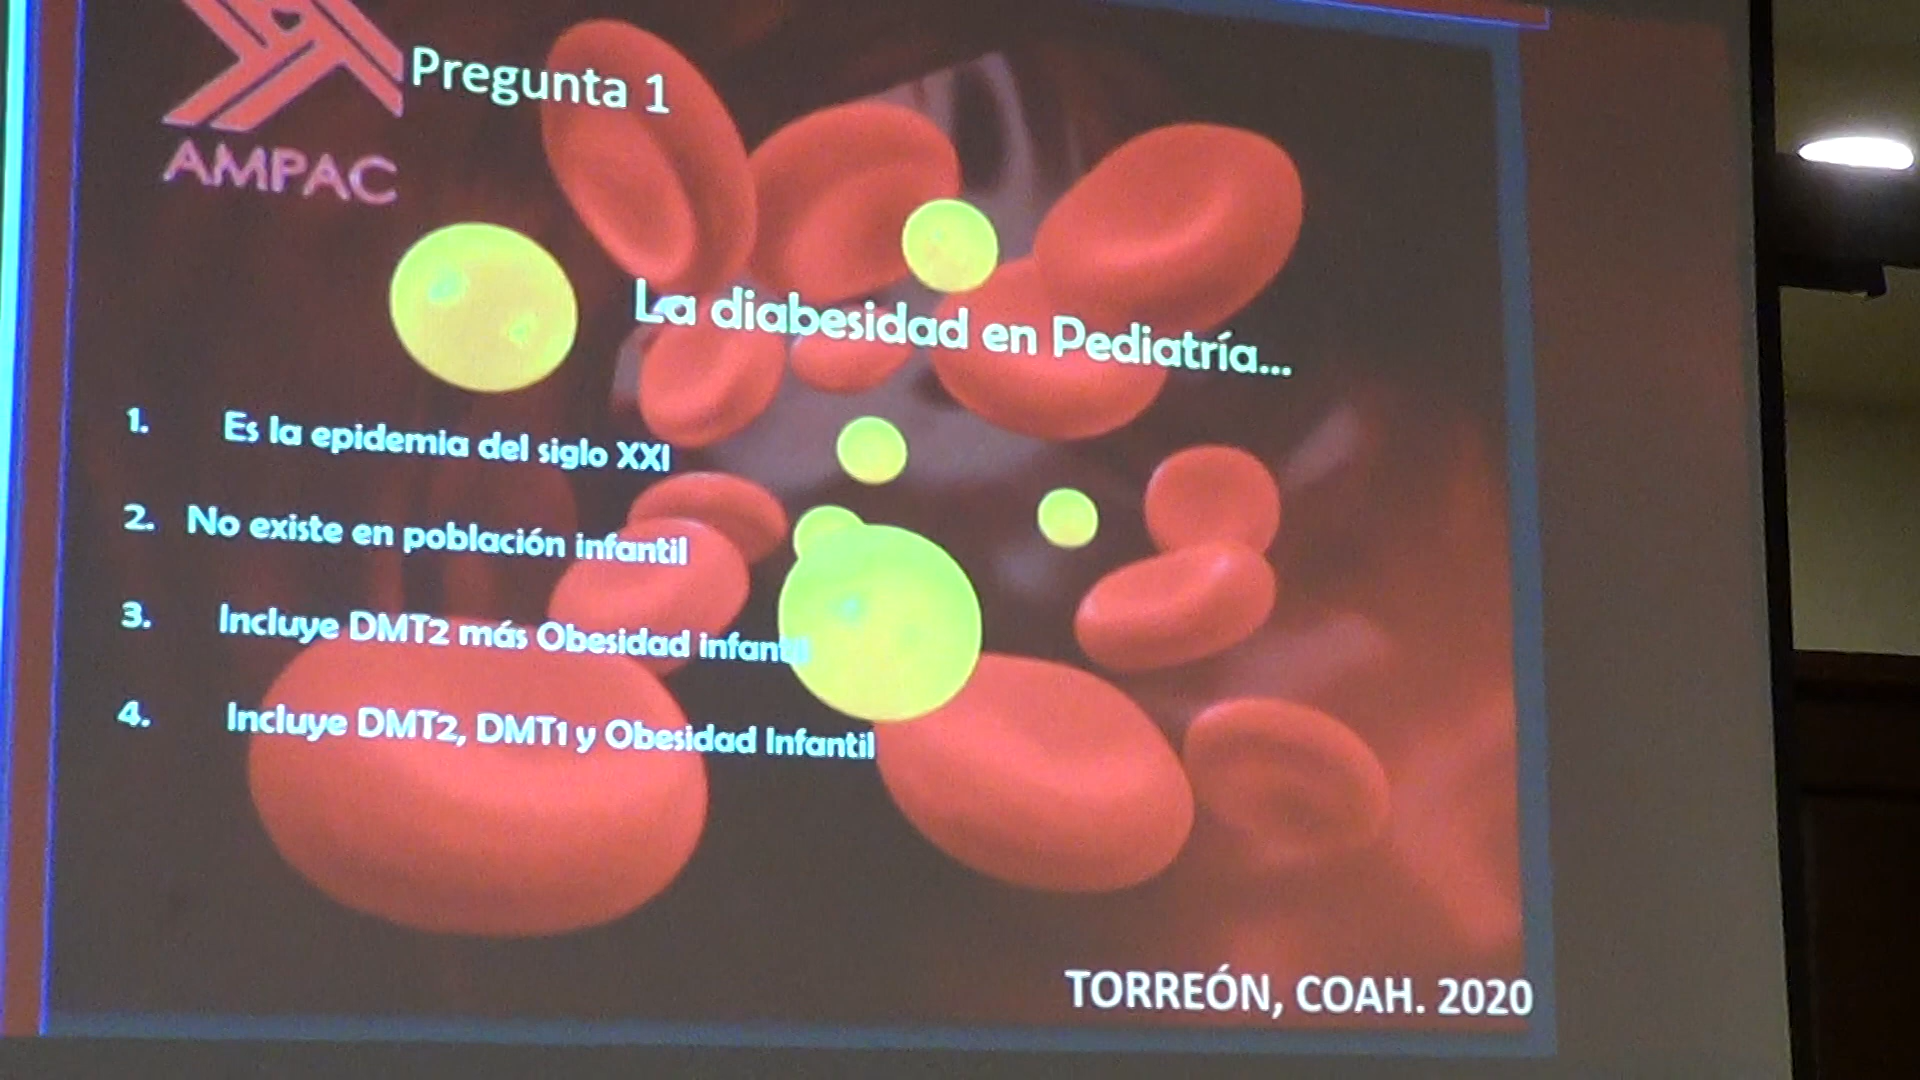 Pregunta 1
AMPAC
La diabesidad en Pediatría...
1. Es la epidemia del siglo XXI
2. No existe en población infantil
3. Incluye DMT2 más Obesidad infantil
4. Incluye DMT2, DMT1 y Obesidad Infantil
TORREÓN, COAH. 2020